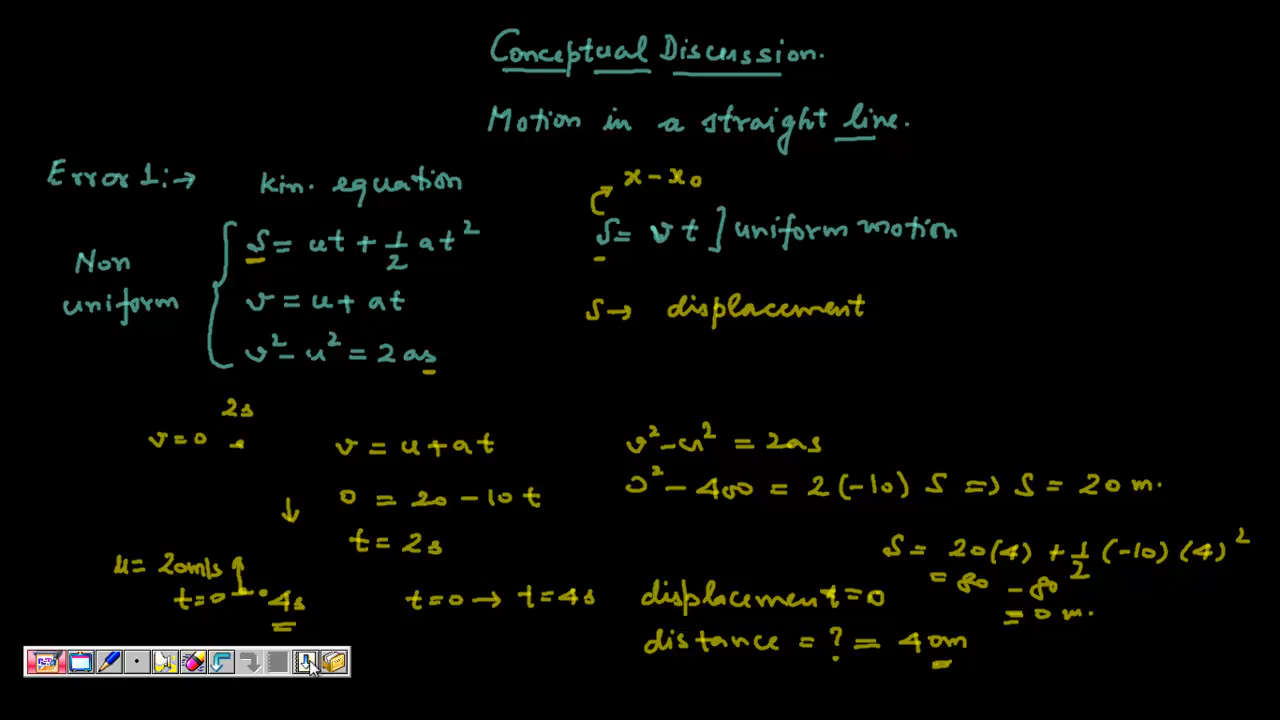 Conceptual Discussion.
Motion in a straight line.
Error 1:→ kin. equation
x - x₀
Non uniform
S = ut + 1/2 at²
v = u + at
v² - u² = 2as
S = vt ] uniform motion
S → displacement
2s
v = 0
v = u + at
0 = 20 - 10t
t = 2s
↓
u = 20m/s
t = 0
4s
t = 0 → t = 4s
v² - u² = 2as
0² - 400 = 2(-10) S => S = 20 m.
S = 20(4) + 1/2 (-10) (4)²
= 80 - 80
= 0 m.
displacement = 0
distance = ? = 40m